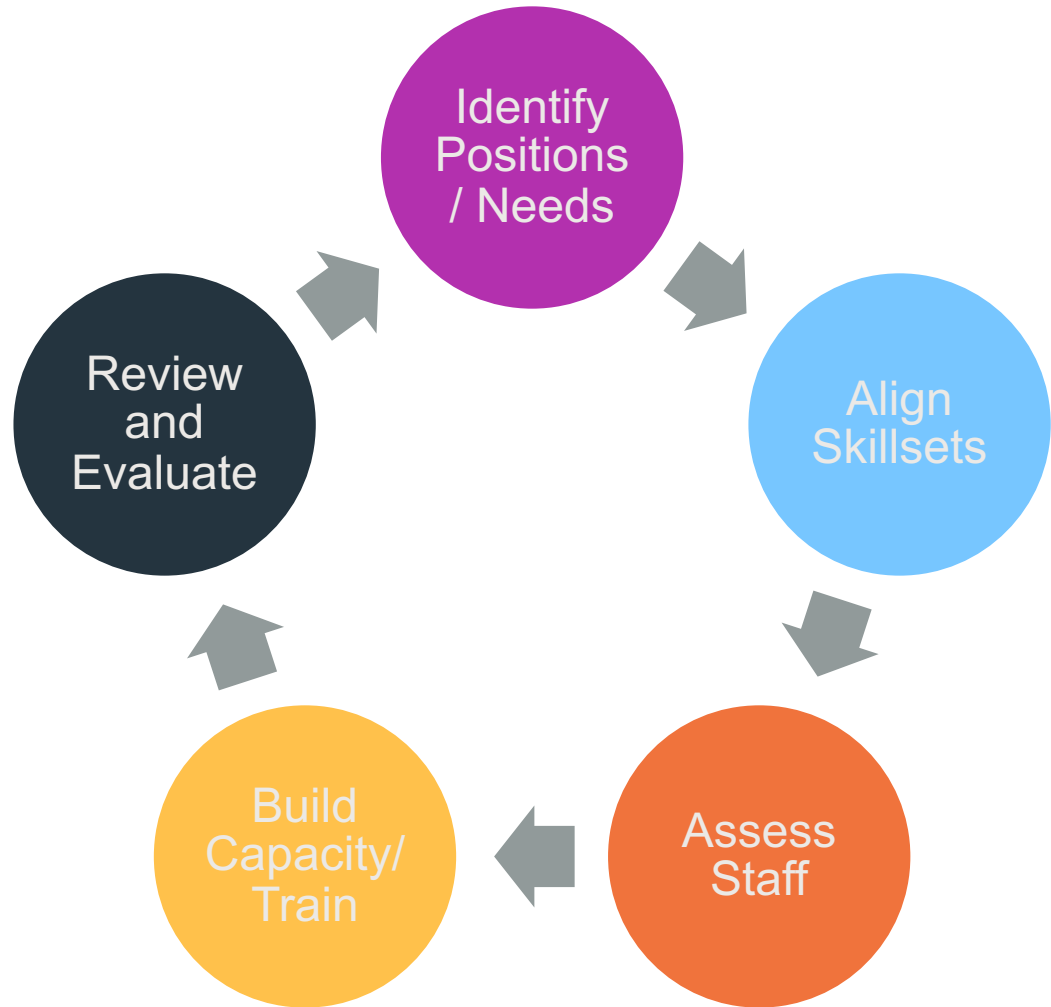 Identify
Positions
/ Needs
Align
Skillsets
Assess
Staff
Build
Capacity/
Train
Review
and
Evaluate